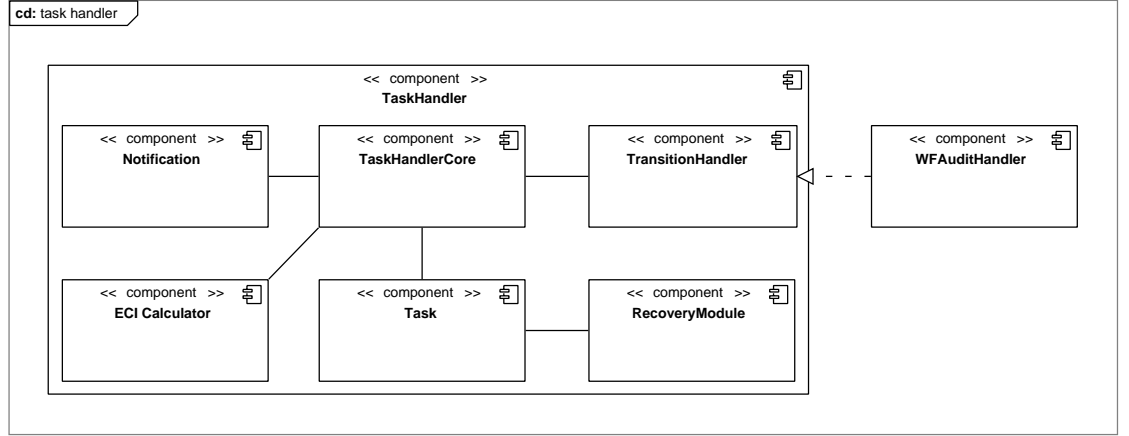 cd: task handler
<< component >>
TaskHandler
<< component >>
Notification
<< component >>
TaskHandlerCore
<< component >>
TransitionHandler
<< component >>
WFAuditHandler
<< component >>
ECI Calculator
<< component >>
Task
<< component >>
RecoveryModule